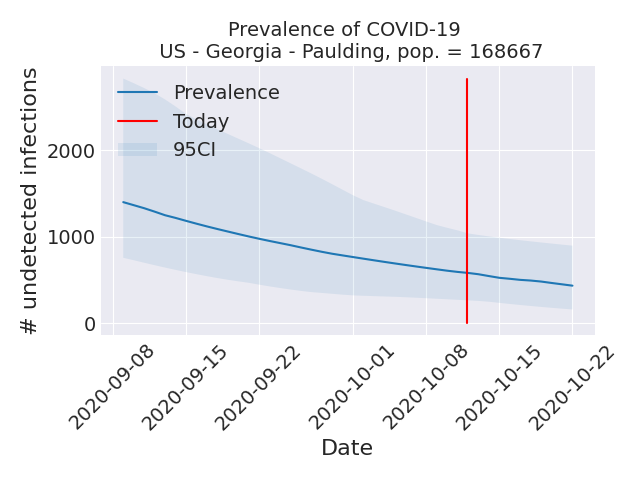 Prevalence of COVID-19
US - Georgia - Paulding, pop. = 168667
# undetected infections
2000
1000
0
Prevalence
Today
95CI
2020-09-08
2020-09-15
2020-09-22
2020-10-01
2020-10-08
2020-10-15
2020-10-22
Date